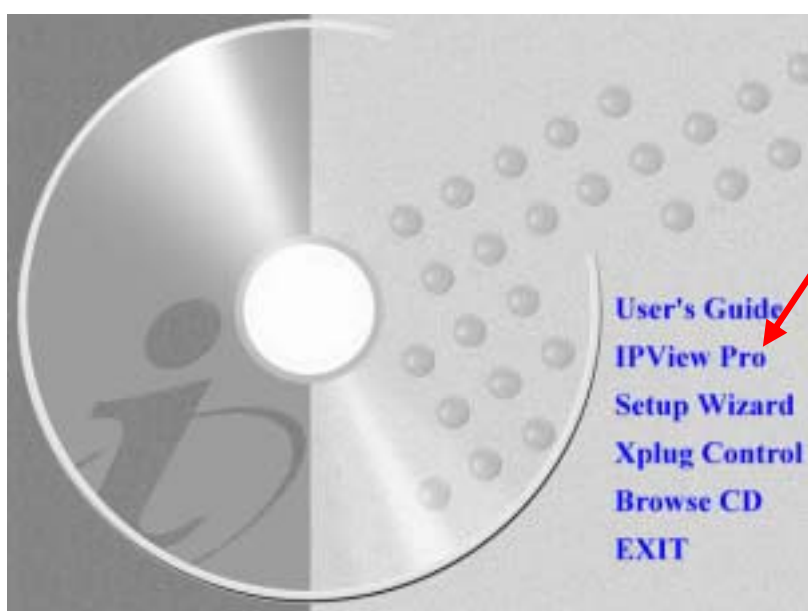 User's Guide
IPView Pro
Setup Wizard
Xplug Control
Browse CD
EXIT